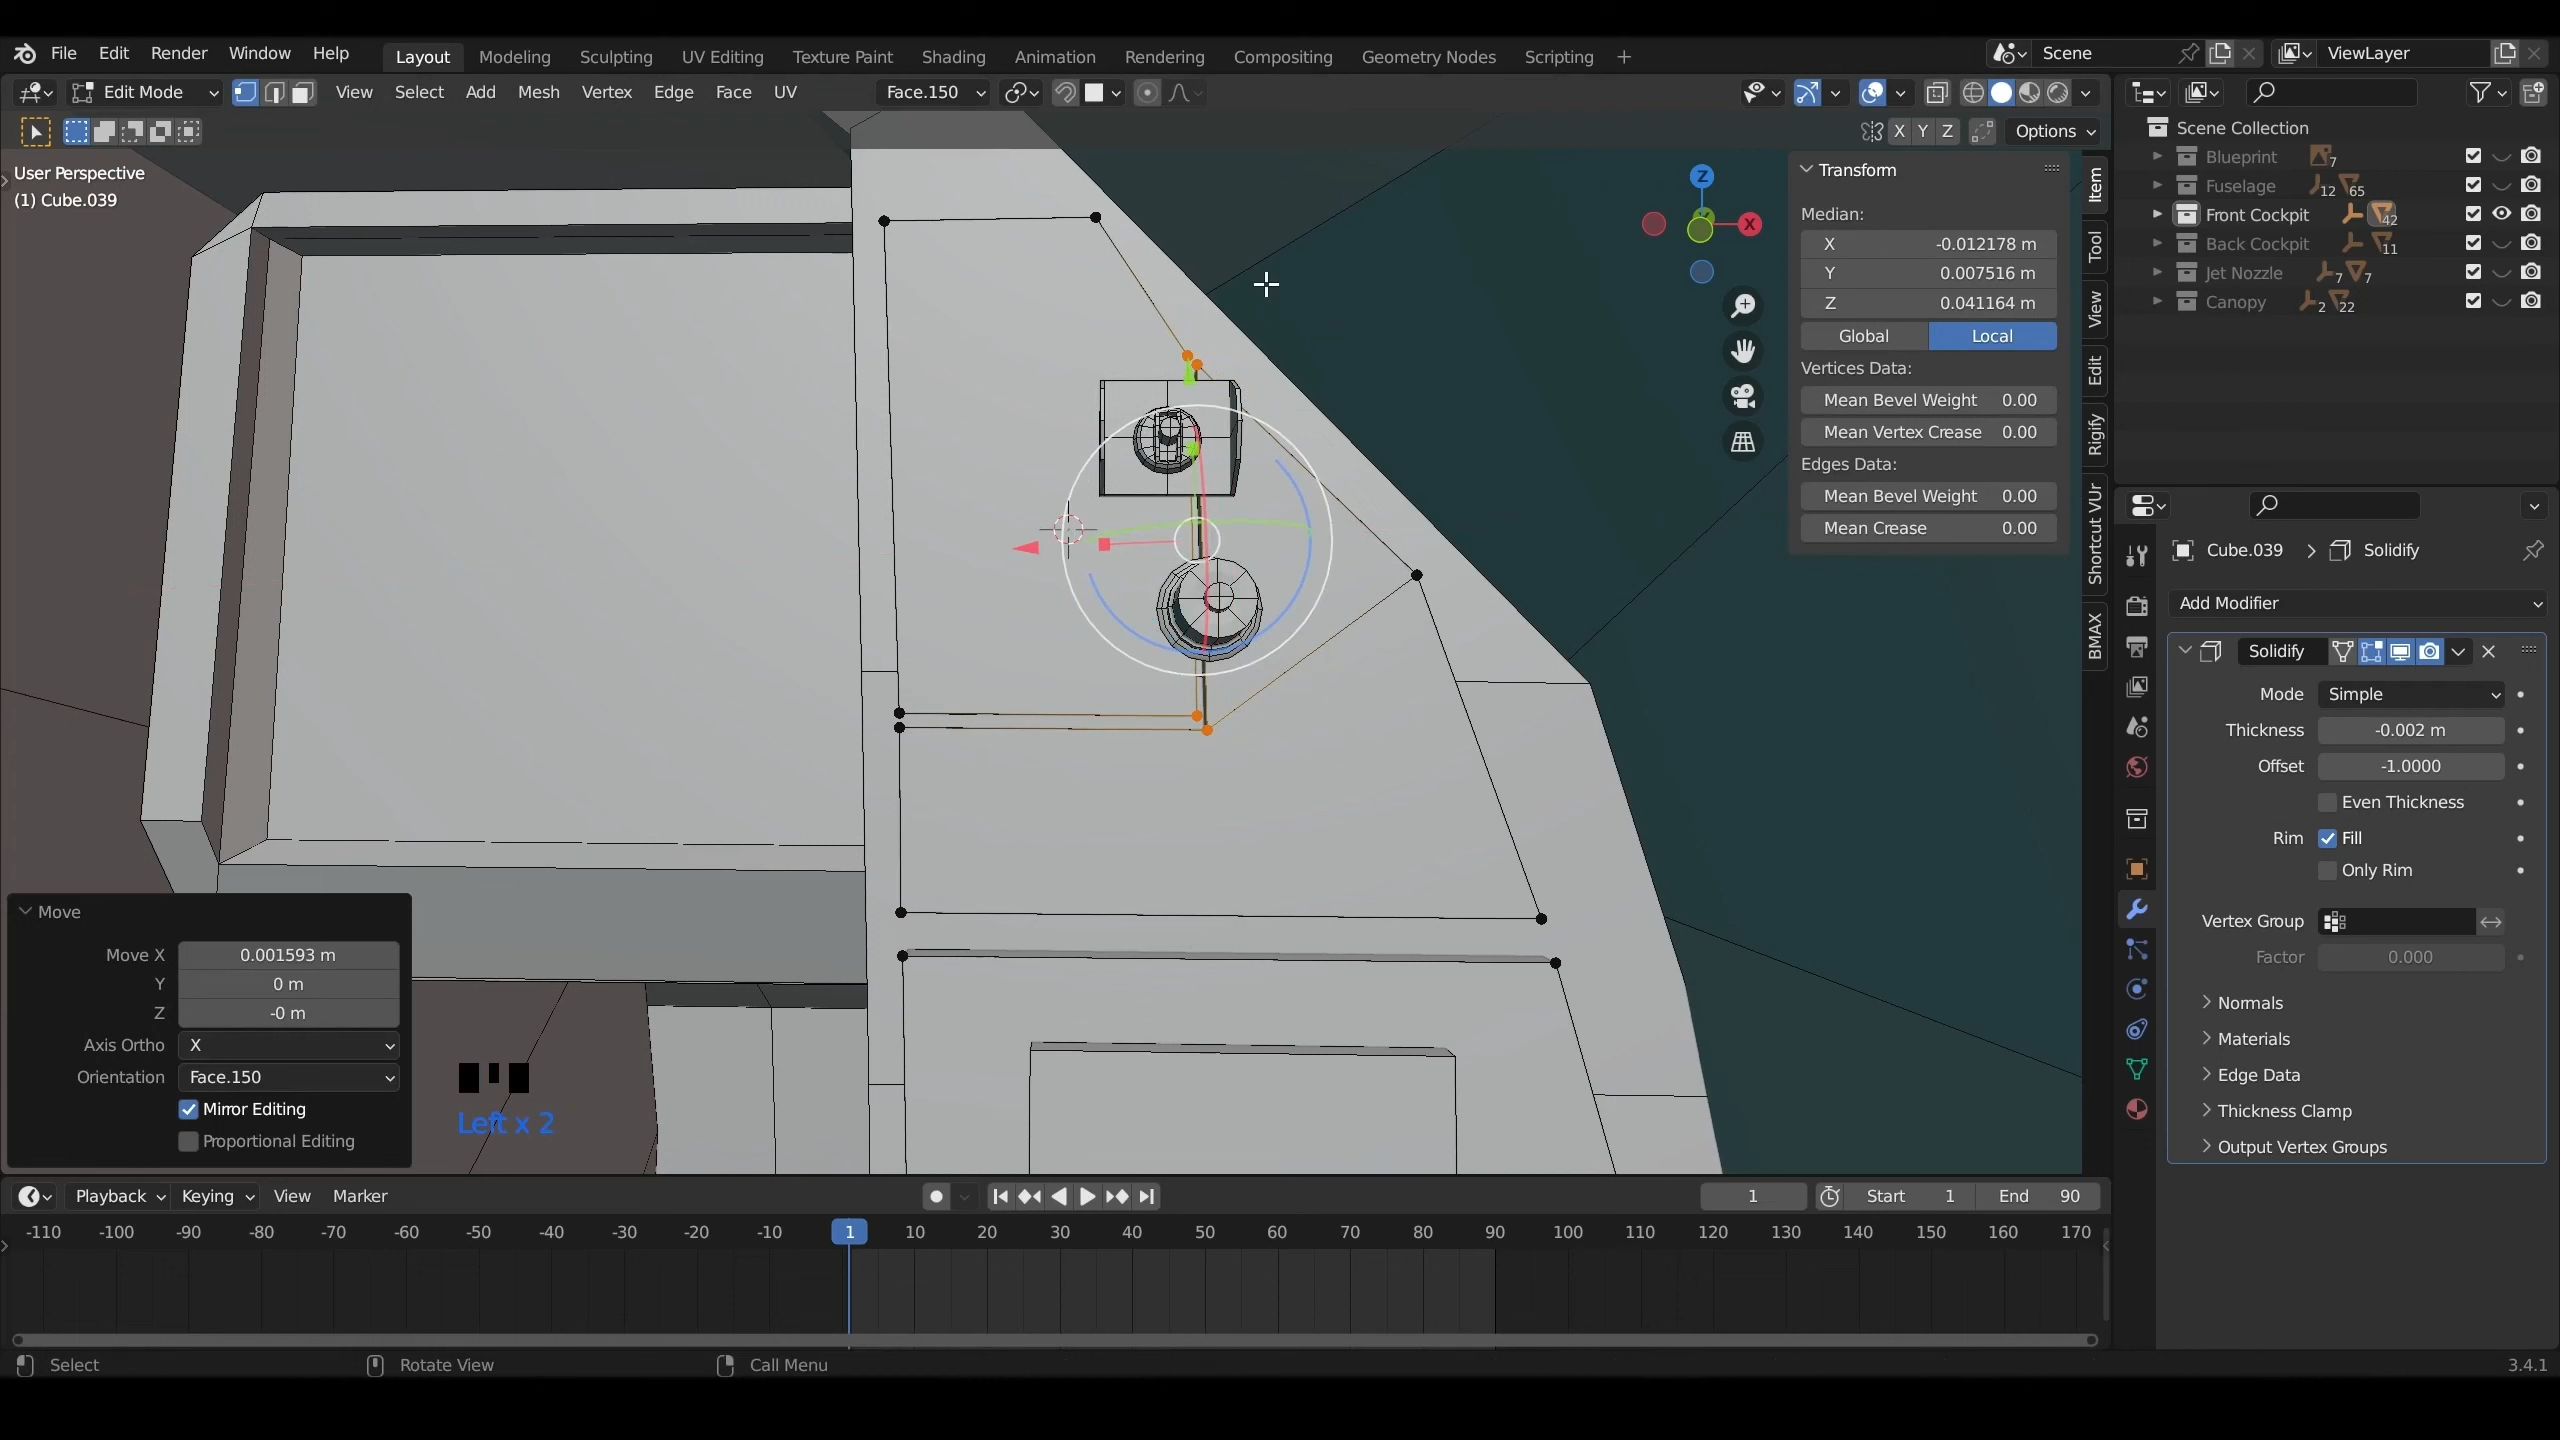 File Edit Render Window Help Layout Modeling Sculpting UV Editing Texture Paint Shading Animation Rendering Compositing Geometry Nodes Scripting + Scene ViewLayer
Edit Mode View Select Add Mesh Vertex Edge Face UV Face.150
X Y Z Options
User Perspective
(1) Cube.039
Z
X
Transform
Median:
X -0.012178 m
Y 0.007516 m
Z 0.041164 m
Global Local
Vertices Data:
Mean Bevel Weight 0.00
Mean Vertex Crease 0.00
Edges Data:
Mean Bevel Weight 0.00
Mean Crease 0.00
Item
Tool
View
Edit
Rigify
Shortcut VUr
BMAX
Scene Collection
Blueprint 7
Fuselage 12 65
Front Cockpit 42
Back Cockpit 11
Jet Nozzle 7 7
Canopy 2 22
Cube.039 > Solidify
Add Modifier
Solidify
Mode Simple
Thickness -0.002 m
Offset -1.0000
Even Thickness
Rim Fill
Only Rim
Vertex Group
Factor 0.000
Normals
Materials
Edge Data
Thickness Clamp
Output Vertex Groups
Move
Move X 0.001593 m
Y 0 m
Z -0 m
Axis Ortho X
Orientation Face.150
Mirror Editing
Proportional Editing
Left x 2
Playback Keying View Marker 1 Start 1 End 90
-110 -100 -90 -80 -70 -60 -50 -40 -30 -20 -10 1 10 20 30 40 50 60 70 80 90 100 110 120 130 140 150 160 170
Select Rotate View Call Menu 3.4.1